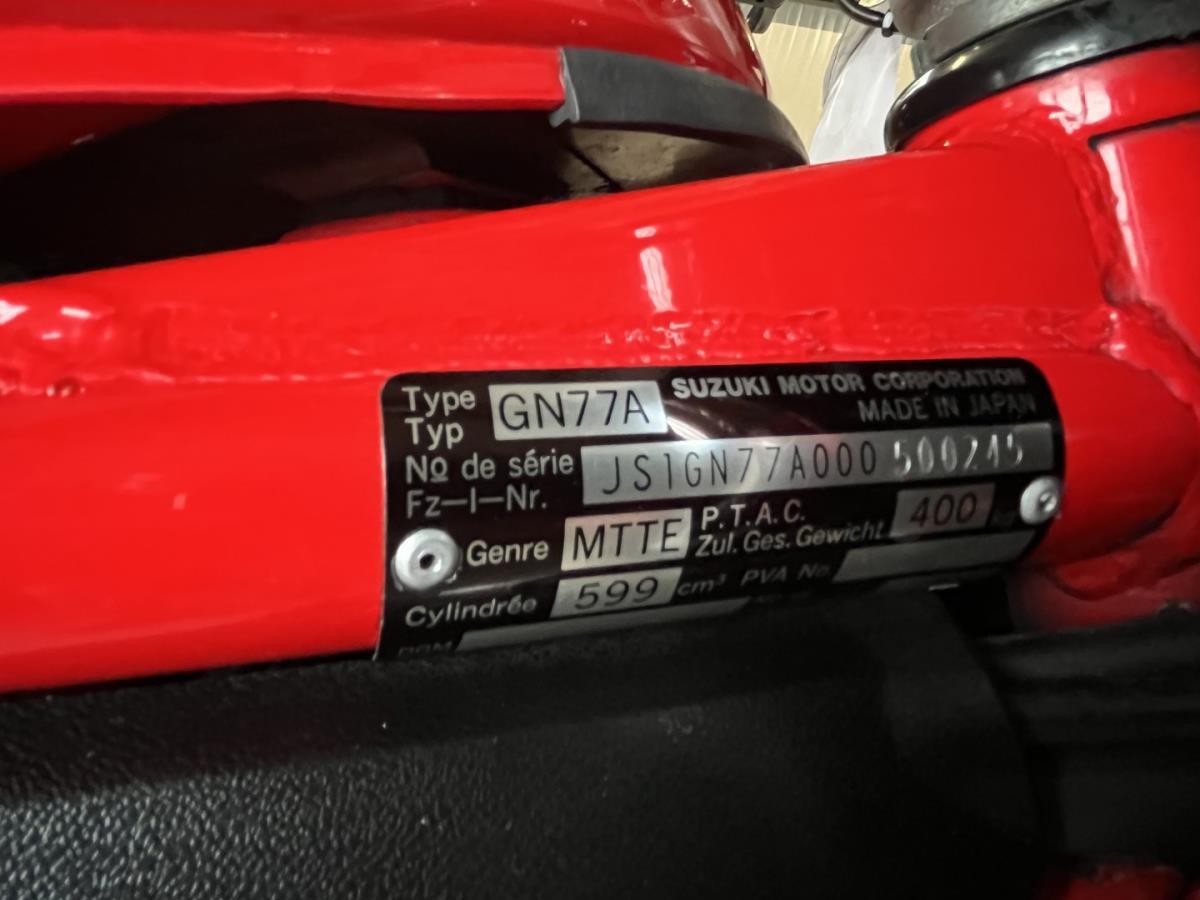 Type
Typ
GN77A
SUZUKI MOTOR CORPORATION
MADE IN JAPAN
Nº de série
Fz-I-Nr.
JS1GN77A000 500245
Genre MTTE
P.T.A.C.
Zul. Ges. Gewicht
400
Cylindrée 599 cm³ PVA No